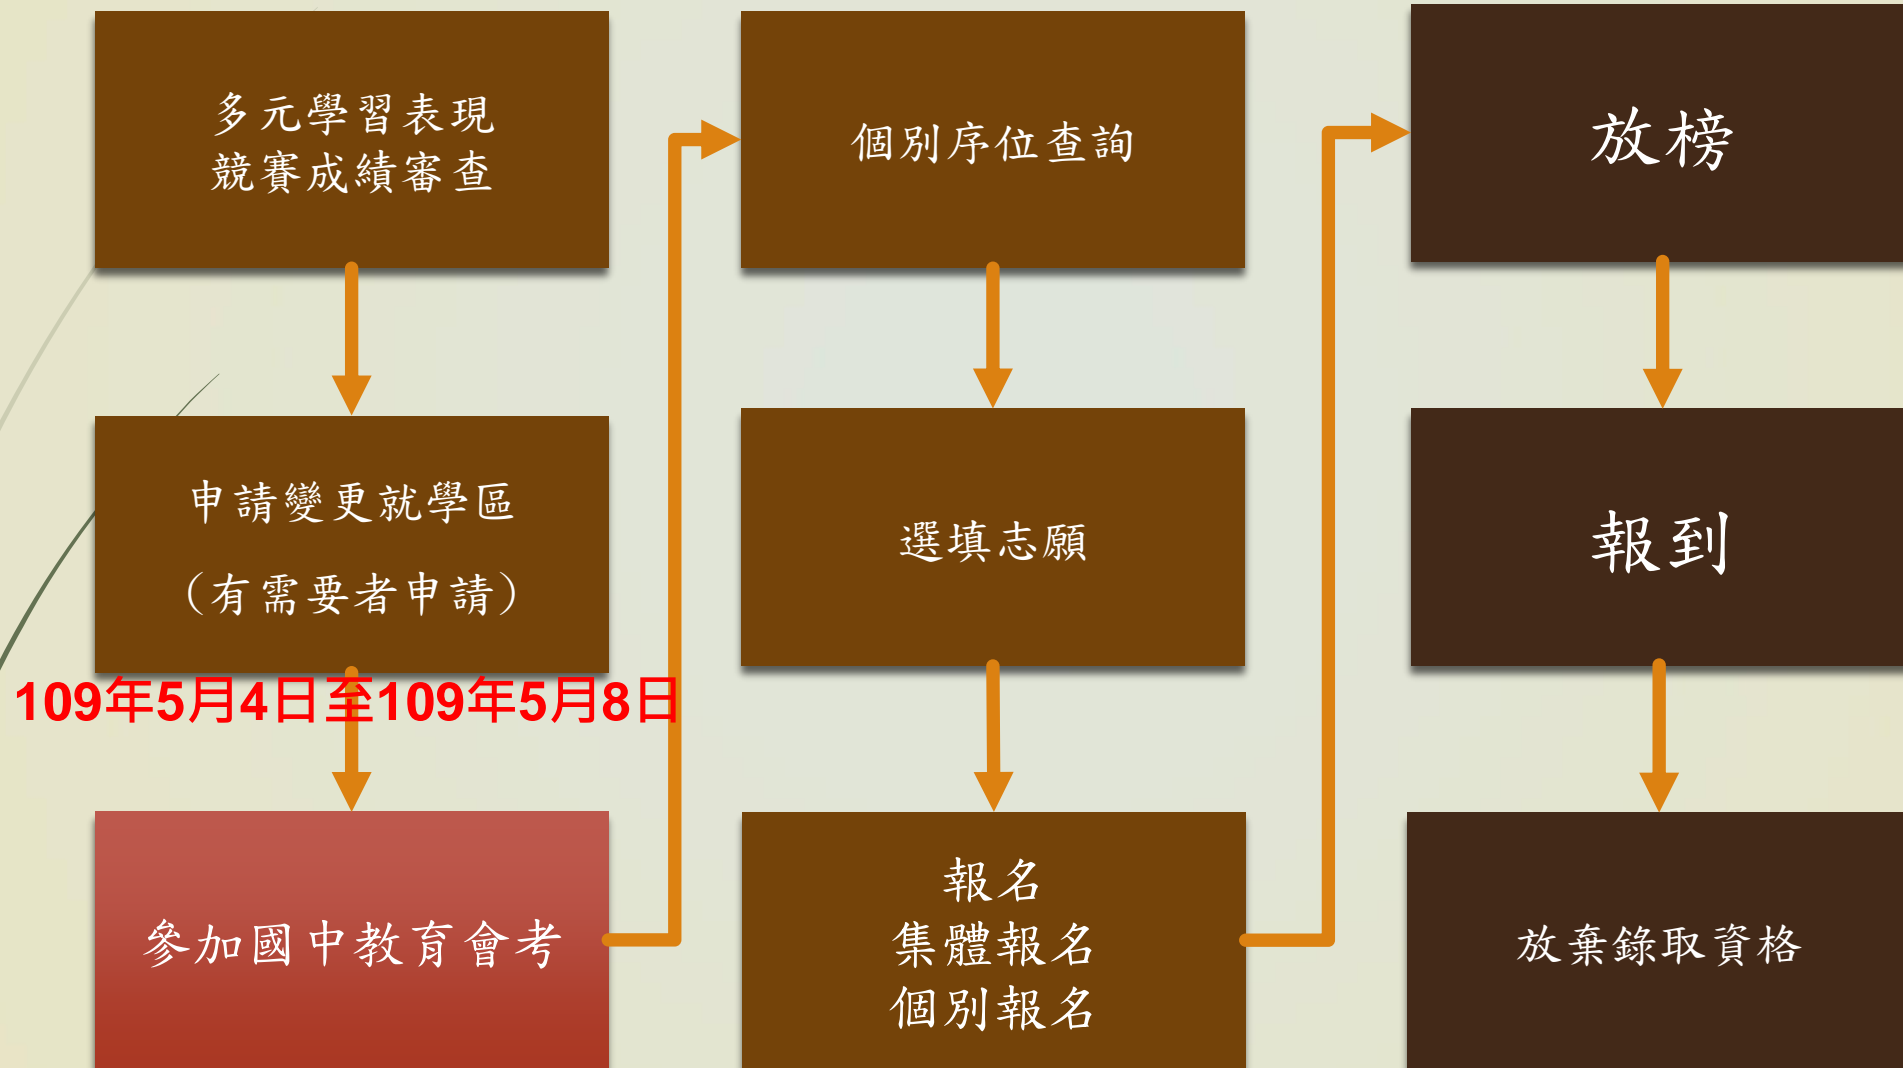 多元學習表現
競賽成績審查
申請變更就學區
（有需要者申請）
109年5月4日至109年5月8日
參加國中教育會考
個別序位查詢
選填志願
報名
集體報名
個別報名
放榜
報到
放棄錄取資格